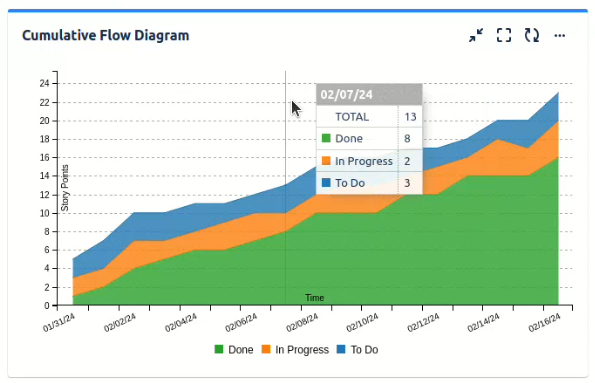 Cumulative Flow Diagram
24
22
20
18
16
14
12
10
8
6
4
2
0
Story Points
02/07/24
TOTAL 13
Done 8
In Progress 2
To Do 3
Time
01/31/24 02/02/24 02/04/24 02/06/24 02/08/24 02/10/24 02/12/24 02/14/24 02/16/24
Done In Progress To Do